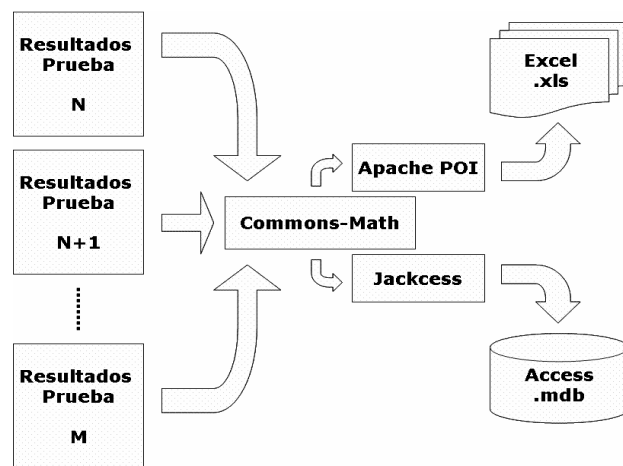 Resultados
Prueba
N
Resultados
Prueba
N+1
Resultados
Prueba
M
Commons-Math
Apache POI
Jackcess
Excel
.xls
Access
.mdb